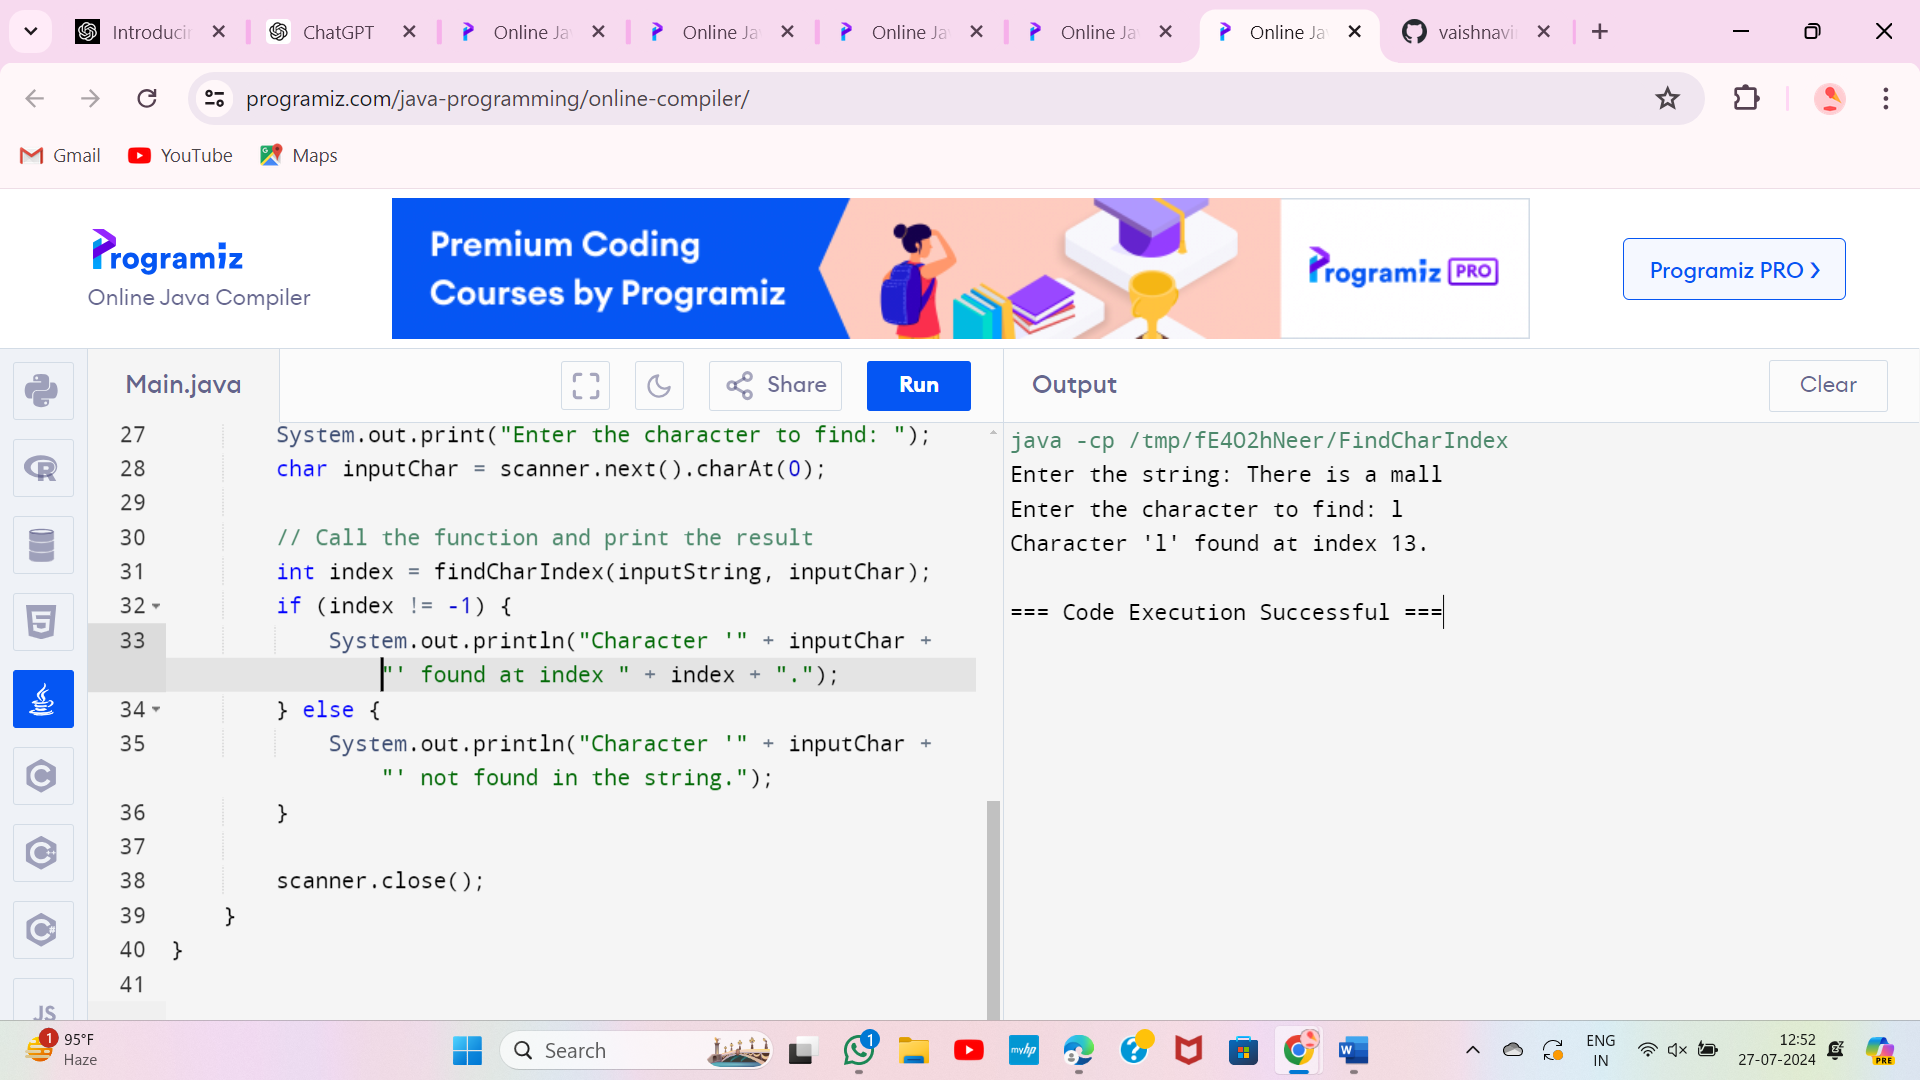 Introducin
ChatGPT
Online Ja
Online Ja
Online Ja
Online Ja
Online Ja
vaishnavi
programiz.com/java-programming/online-compiler/
Gmail
YouTube
Maps
Programiz
Online Java Compiler
Premium Coding
Courses by Programiz
Programiz PRO
Programiz PRO >
Main.java
Share
Run
Output
Clear
27 System.out.print("Enter the character to find: ");
28 char inputChar = scanner.next().charAt(0);
29
30 // Call the function and print the result
31 int index = findCharIndex(inputString, inputChar);
32 if (index != -1) {
33 System.out.println("Character '" + inputChar +
"' found at index " + index + ".");
34 } else {
35 System.out.println("Character '" + inputChar +
"' not found in the string.");
36 }
37
38 scanner.close();
39 }
40 }
41
java -cp /tmp/fE4O2hNeer/FindCharIndex
Enter the string: There is a mall
Enter the character to find: l
Character 'l' found at index 13.
=== Code Execution Successful ===
JS
1
95°F
Haze
Search
1
myhp
ENG
IN
12:52
27-07-2024
PRE